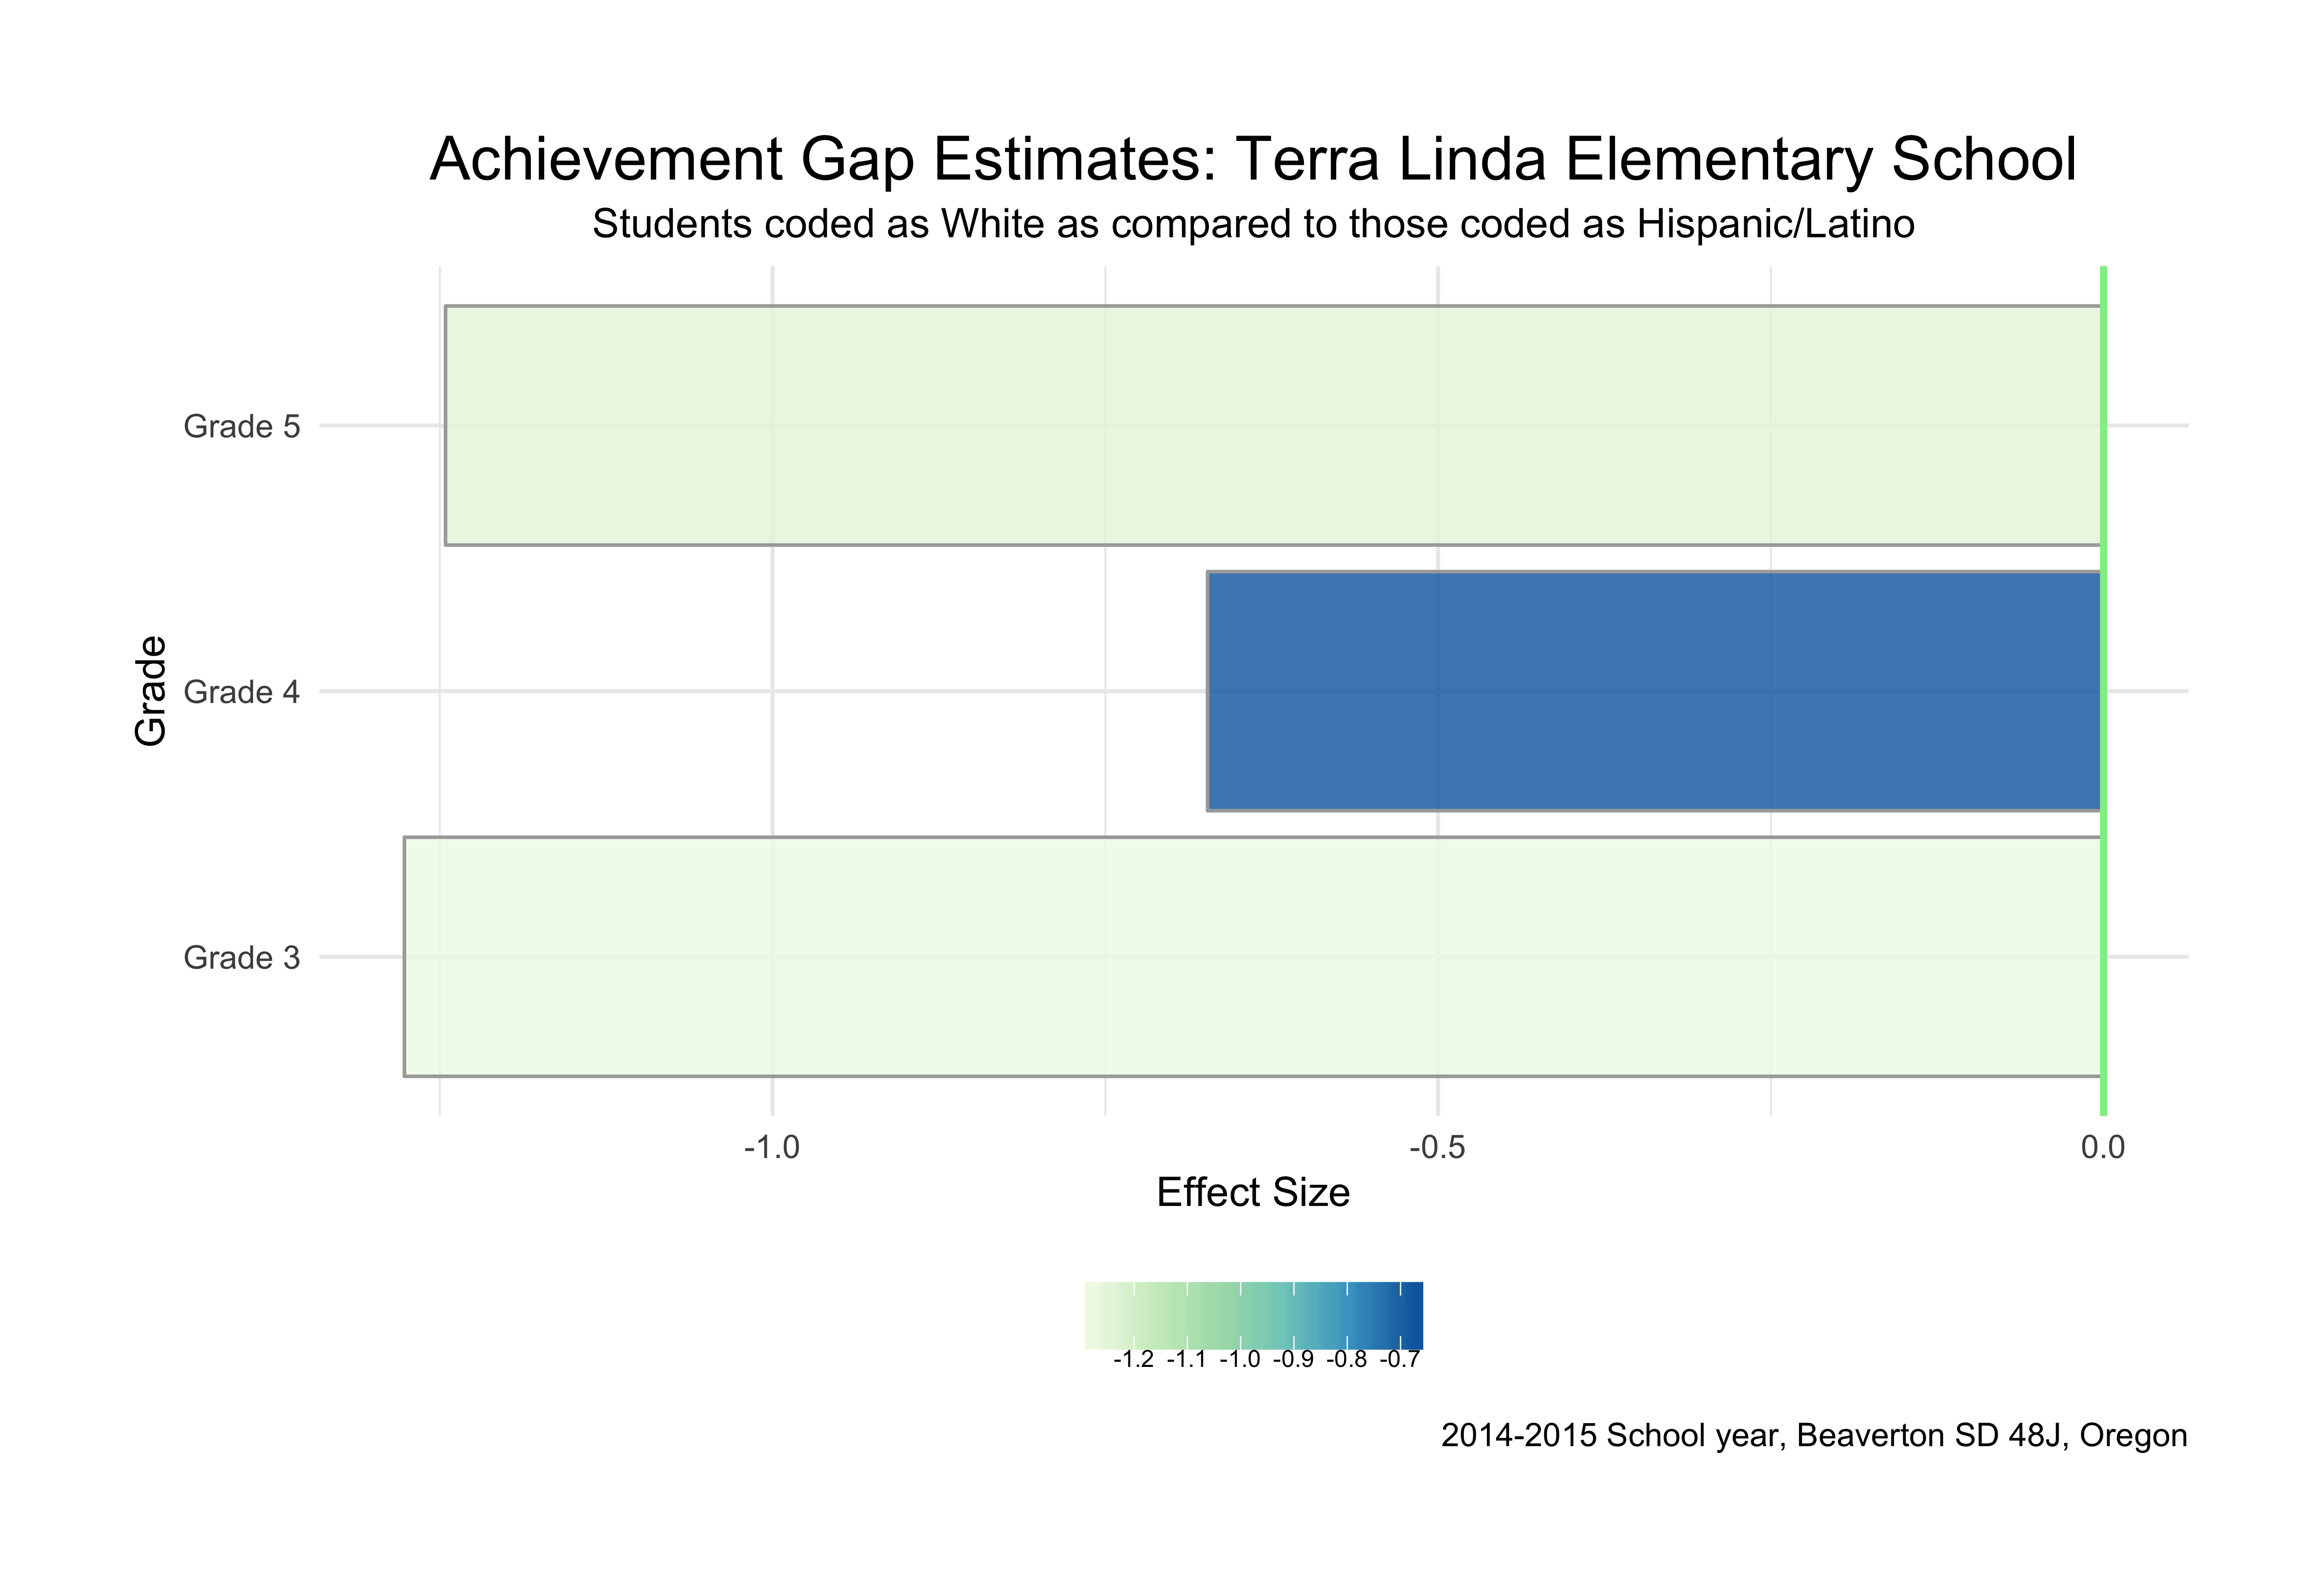 Achievement Gap Estimates: Terra Linda Elementary School
Students coded as White as compared to those coded as Hispanic/Latino
Grade
Grade 5
Grade 4
Grade 3
-1.0 -0.5 0.0
Effect Size
-1.2 -1.1 -1.0 -0.9 -0.8 -0.7
2014-2015 School year, Beaverton SD 48J, Oregon